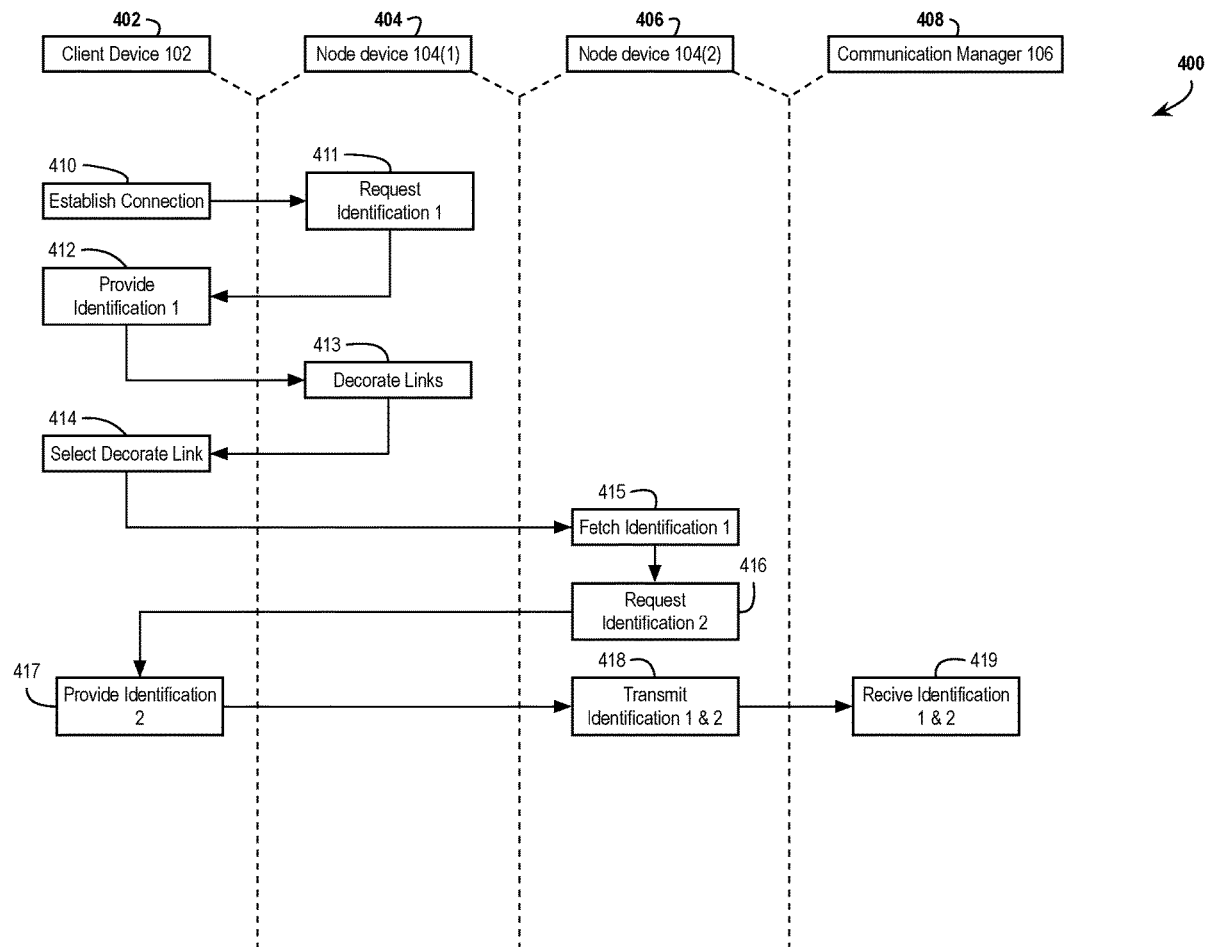 402
404
406
408
Client Device 102
Node device 104(1)
Node device 104(2)
Communication Manager 106
400
410
Establish Connection
411
Request
Identification 1
412
Provide
Identification 1
413
Decorate Links
414
Select Decorate Link
415
Fetch Identification 1
416
Request
Identification 2
417
Provide Identification
2
418
Transmit
Identification 1 & 2
419
Recive Identification
1 & 2